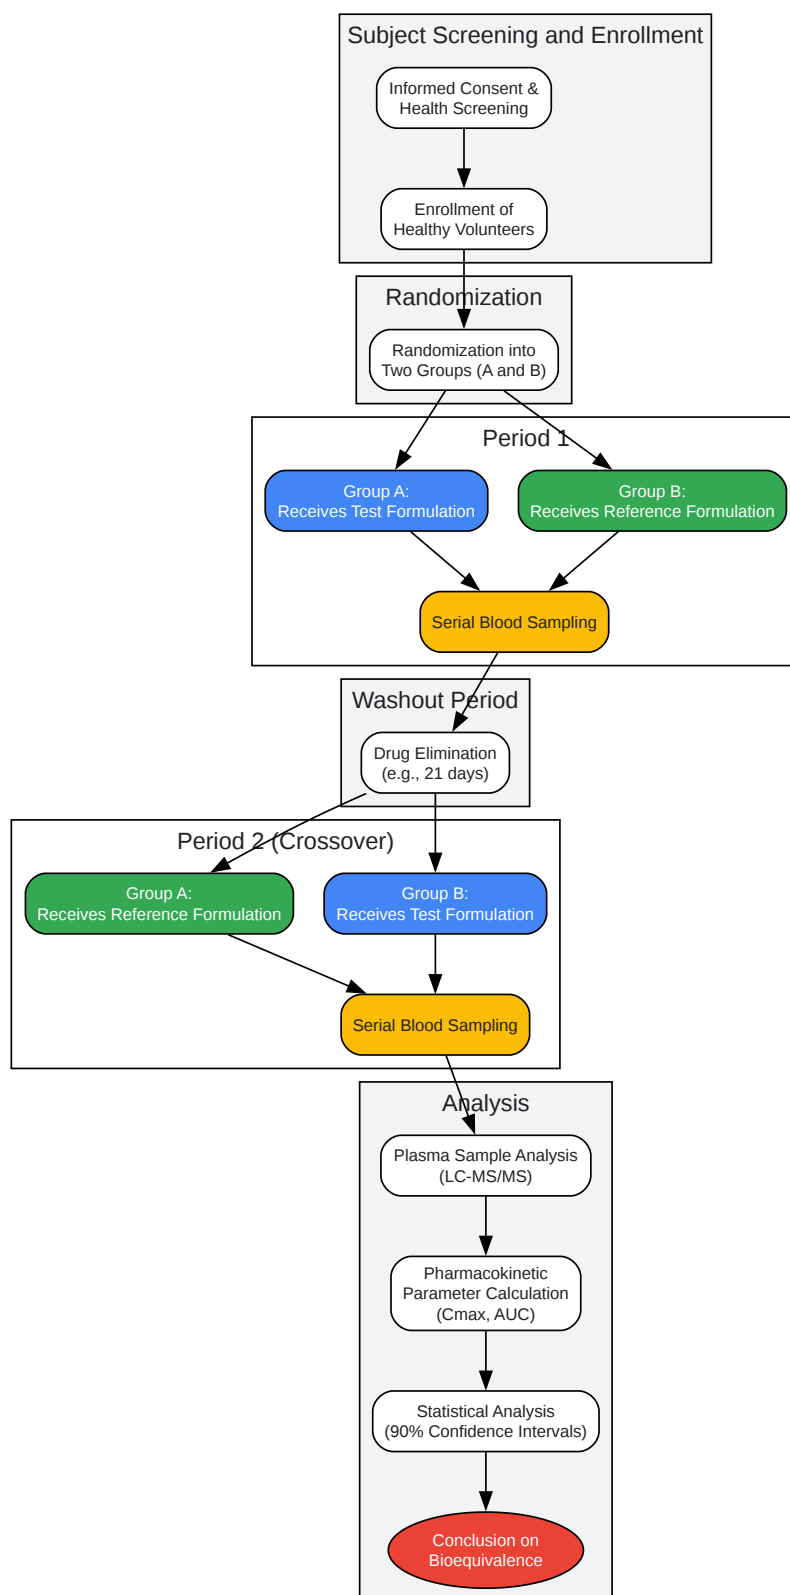 Subject Screening and Enrollment
Informed Consent &
Health Screening
Enrollment of
Healthy Volunteers
Randomization
Randomization into
Two Groups (A and B)
Period 1
Group A:
Receives Test Formulation
Group B:
Receives Reference Formulation
Serial Blood Sampling
Washout Period
Drug Elimination
(e.g., 21 days)
Period 2 (Crossover)
Group A:
Receives Reference Formulation
Group B:
Receives Test Formulation
Serial Blood Sampling
Analysis
Plasma Sample Analysis
(LC-MS/MS)
Pharmacokinetic
Parameter Calculation
(Cmax, AUC)
Statistical Analysis
(90% Confidence Intervals)
Conclusion on
Bioequivalence